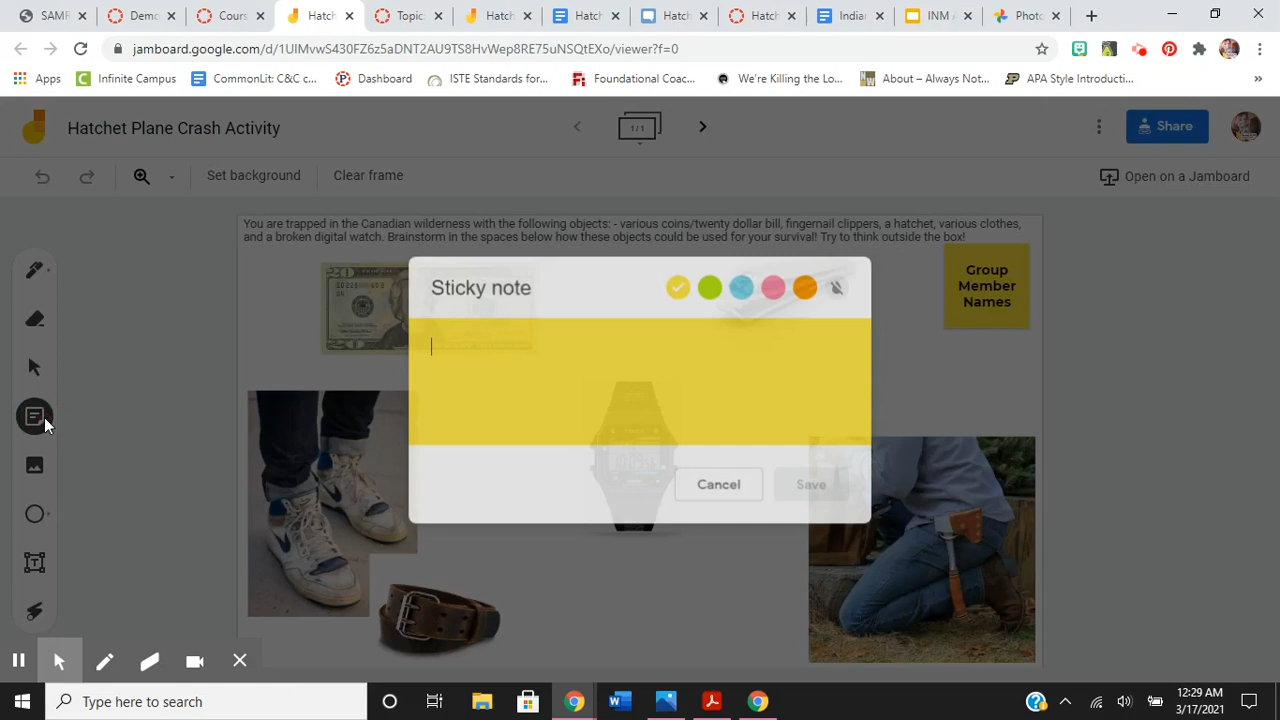 SAMR
Demo
Cours
Hatch
Topic:
Hatch
Hatch
Hatch
Hatch
Indian
INM A
Photo
jamboard.google.com/d/1UIMvwS430FZ6z5aDNT2AU9TS8HvWep8RE75uNSQtEXo/viewer?f=0
Apps
Infinite Campus
CommonLit: C&C c...
Dashboard
ISTE Standards for...
Foundational Coac...
We're Killing the Lo...
About – Always Not...
APA Style Introducti...
»
Hatchet Plane Crash Activity
1 / 1
Share
Set background
Clear frame
Open on a Jamboard
You are trapped in the Canadian wilderness with the following objects: - various coins/twenty dollar bill, fingernail clippers, a hatchet, various clothes,
and a broken digital watch. Brainstorm in the spaces below how these objects could be used for your survival! Try to think outside the box!
Group
Member
Names
20
Sticky note
Cancel
Save
Type here to search
12:29 AM
3/17/2021